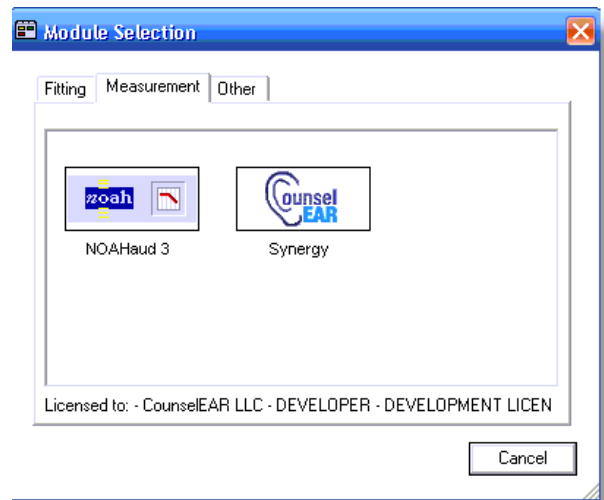 Module Selection
Fitting Measurement Other
noah Counsel
EAR
NOAHaud 3 Synergy
Licensed to: - CounselEAR LLC - DEVELOPER - DEVELOPMENT LICEN
Cancel